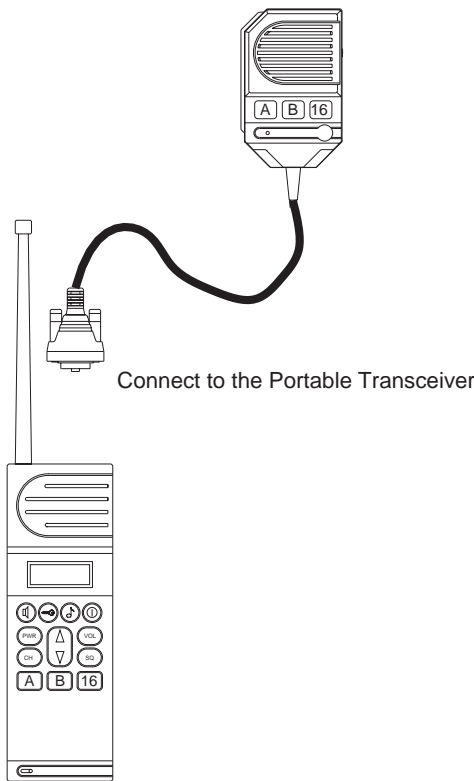 A B 16
Connect to the Portable Transceiver
PWR VOL
CH SQ
A B 16